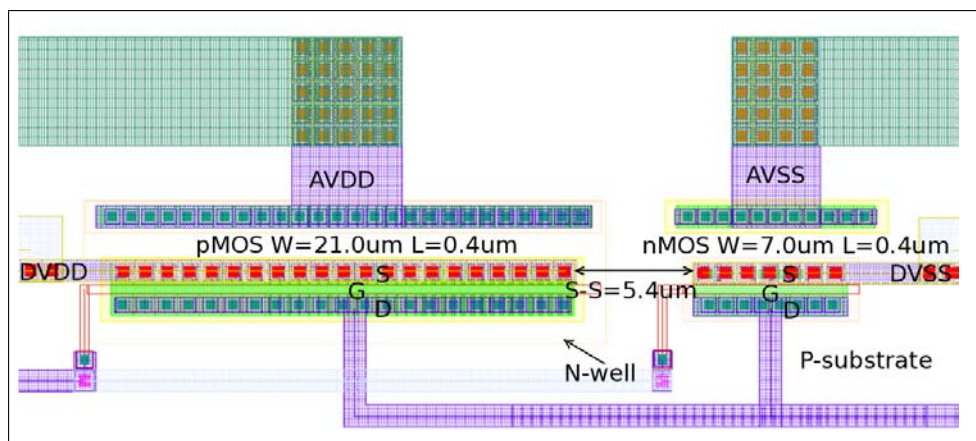 AVDD
AVSS
pMOS W=21.0um L=0.4um
nMOS W=7.0um L=0.4um
DVDD
S
S
DVSS
G
S-S=5.4um
G
D
D
N-well
P-substrate